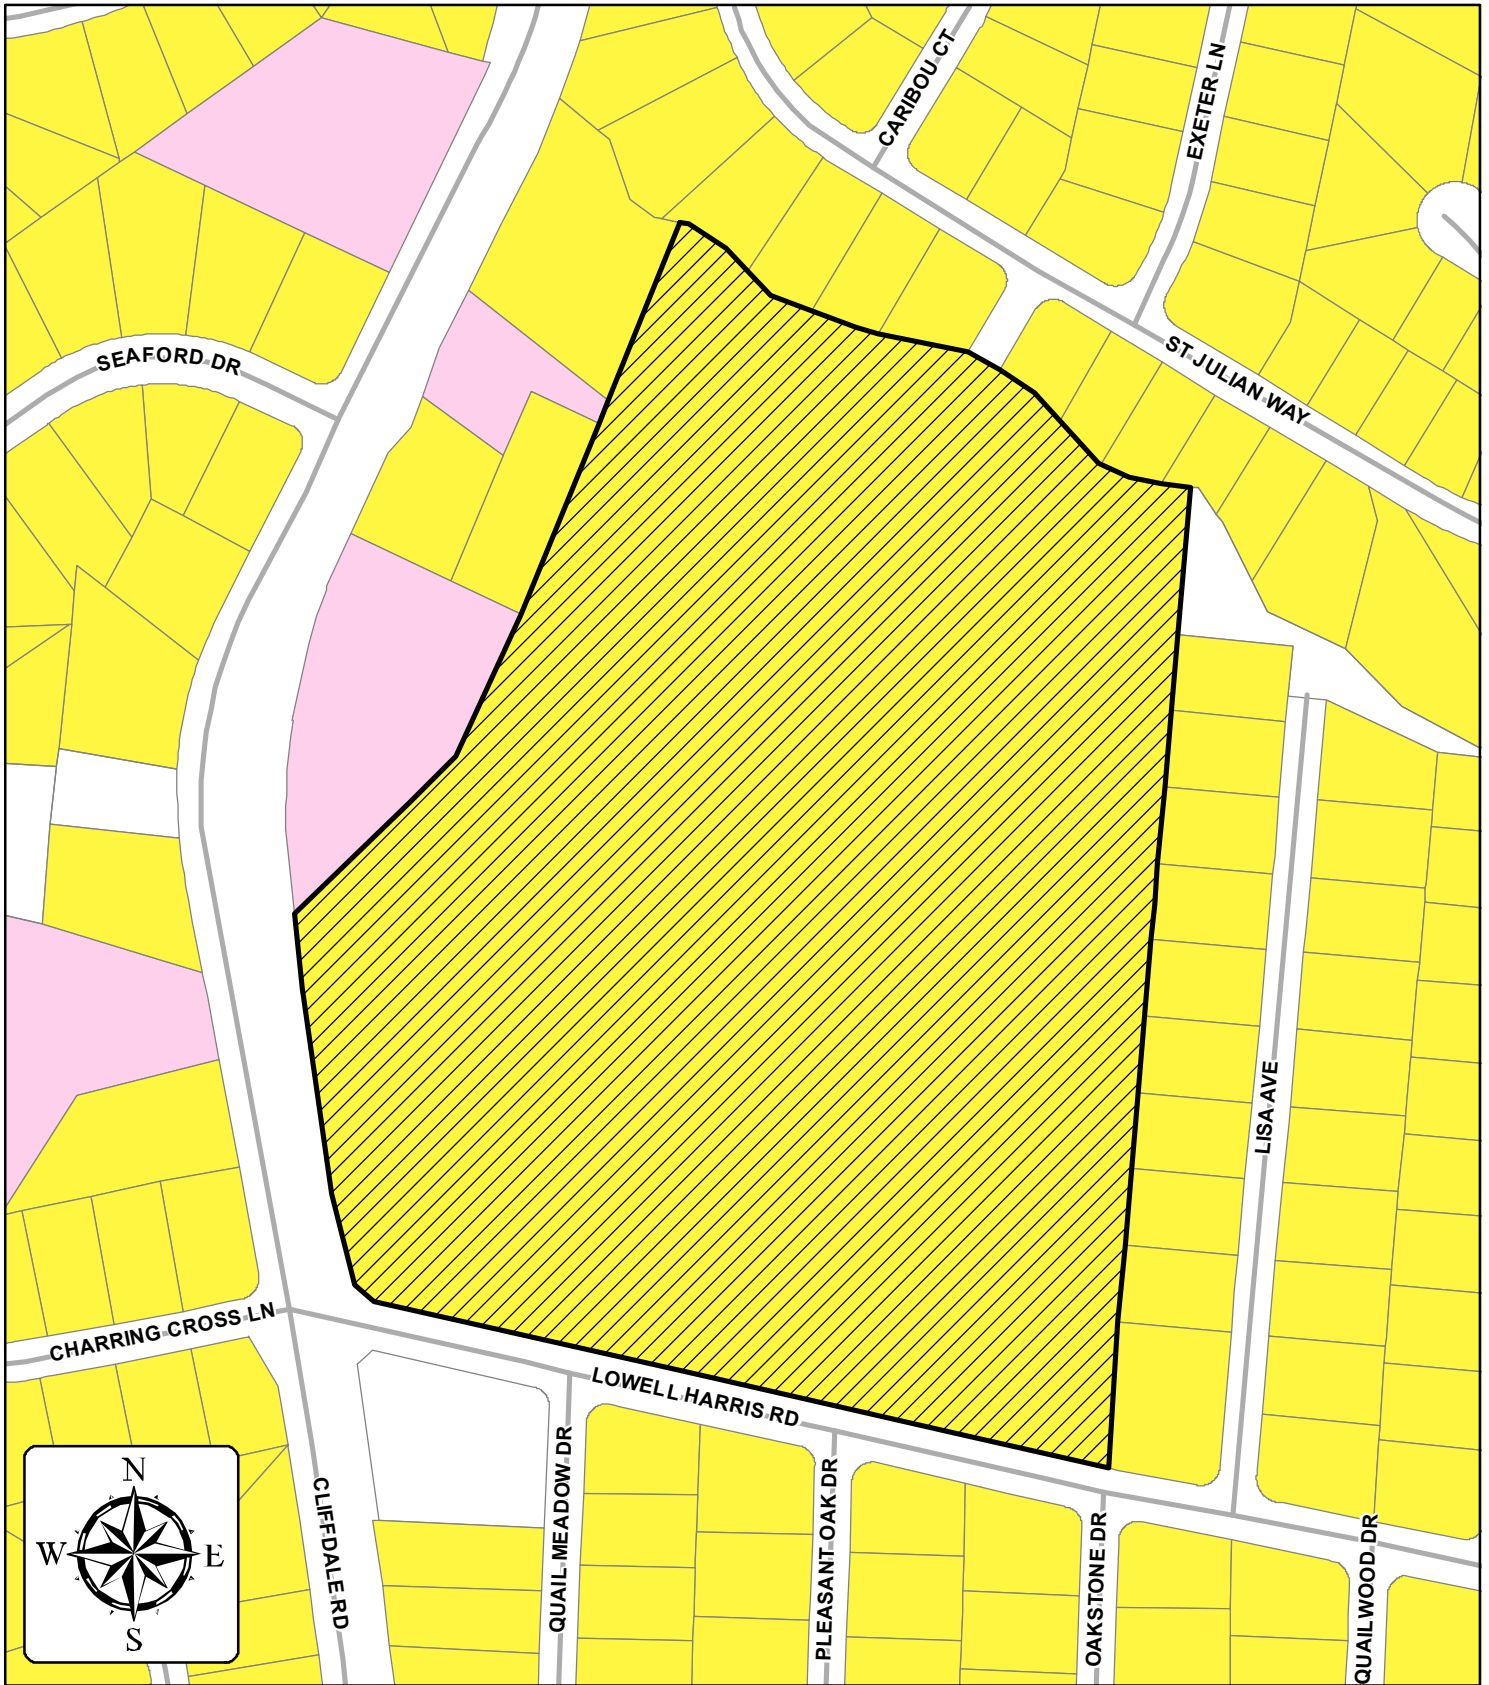 CARIBOU CT
EXETER LN
ST JULIAN WAY
SEAFORD DR
LISA AVE
CHARRING CROSS LN
LOWELL HARRIS RD
CLIFFDALE RD
QUAIL MEADOW DR
PLEASANT OAK DR
OAKSTONE DR
QUAILWOOD DR
N
W E
S